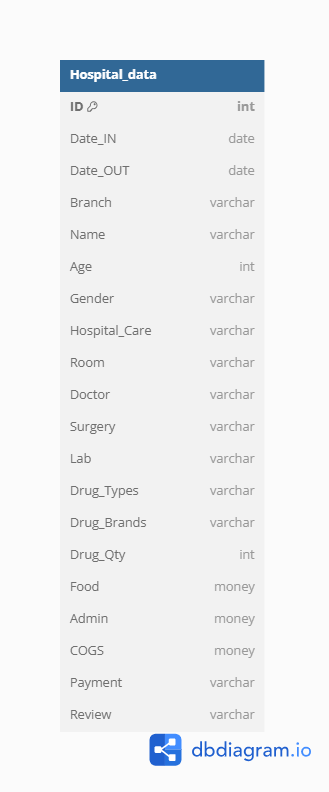 Hospital_data
ID int
Date_IN date
Date_OUT date
Branch varchar
Name varchar
Age int
Gender varchar
Hospital_Care varchar
Room varchar
Doctor varchar
Surgery varchar
Lab varchar
Drug_Types varchar
Drug_Brands varchar
Drug_Qty int
Food money
Admin money
COGS money
Payment varchar
Review varchar
dbdiagram.io